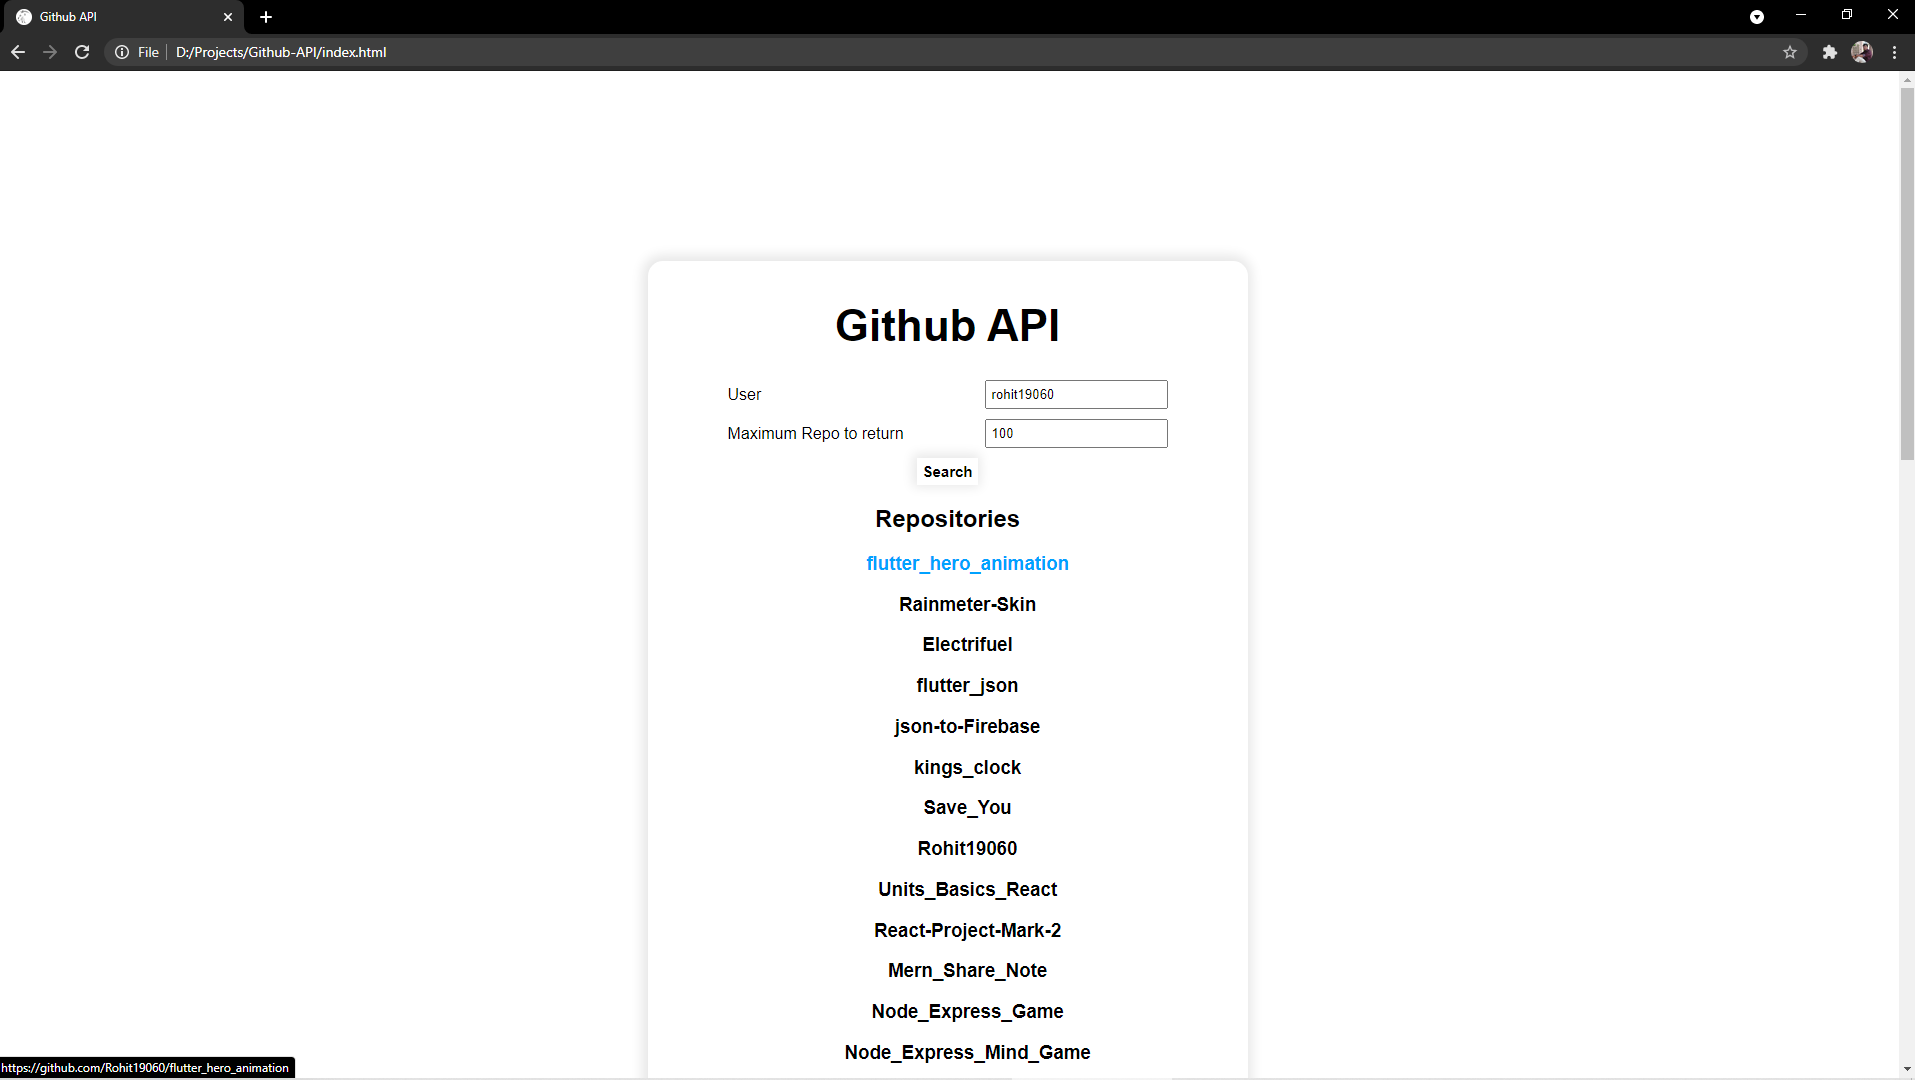 Github API
File
D:/Projects/Github-API/index.html
Github API
User
rohit19060
Maximum Repo to return
100
Search
Repositories
flutter_hero_animation
Rainmeter-Skin
Electrifuel
flutter_json
json-to-Firebase
kings_clock
Save_You
Rohit19060
Units_Basics_React
React-Project-Mark-2
Mern_Share_Note
Node_Express_Game
Node_Express_Mind_Game
https://github.com/Rohit19060/flutter_hero_animation